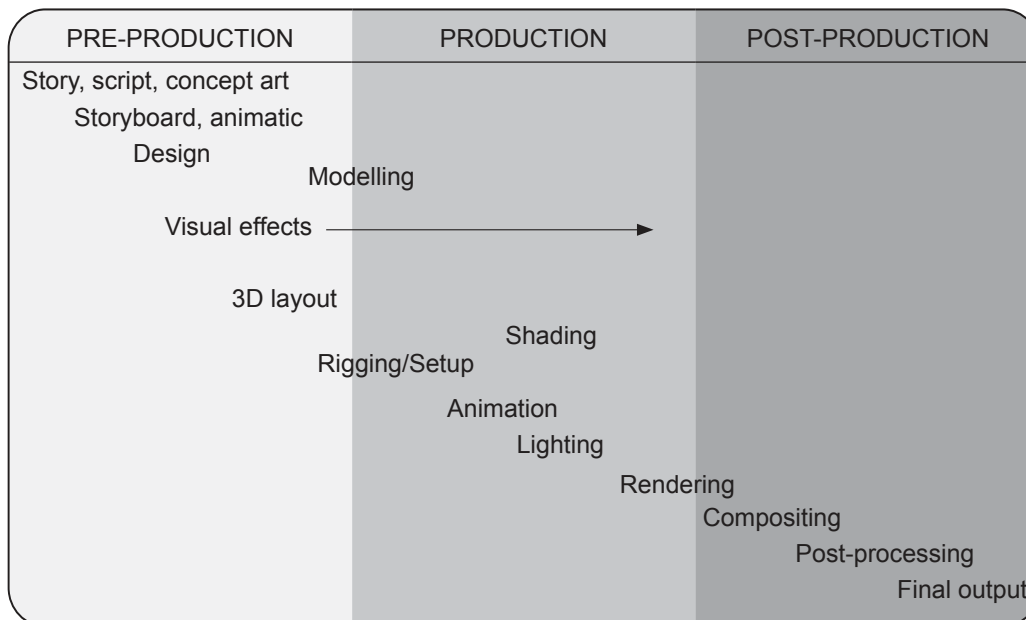 PRE-PRODUCTION PRODUCTION POST-PRODUCTION
Story, script, concept art
Storyboard, animatic
Design
Modelling
Visual effects
3D layout
Shading
Rigging/Setup
Animation
Lighting
Rendering
Compositing
Post-processing
Final output